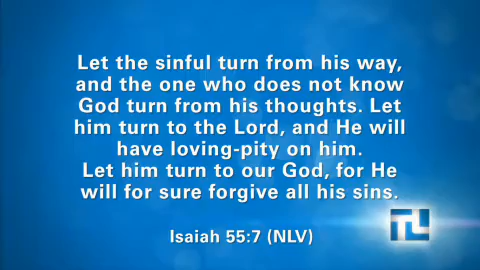 Let the sinful turn from his way,
and the one who does not know
God turn from his thoughts. Let
him turn to the Lord, and He will
have loving-pity on him.
Let him turn to our God, for He
will for sure forgive all his sins.
Isaiah 55:7 (NLV)